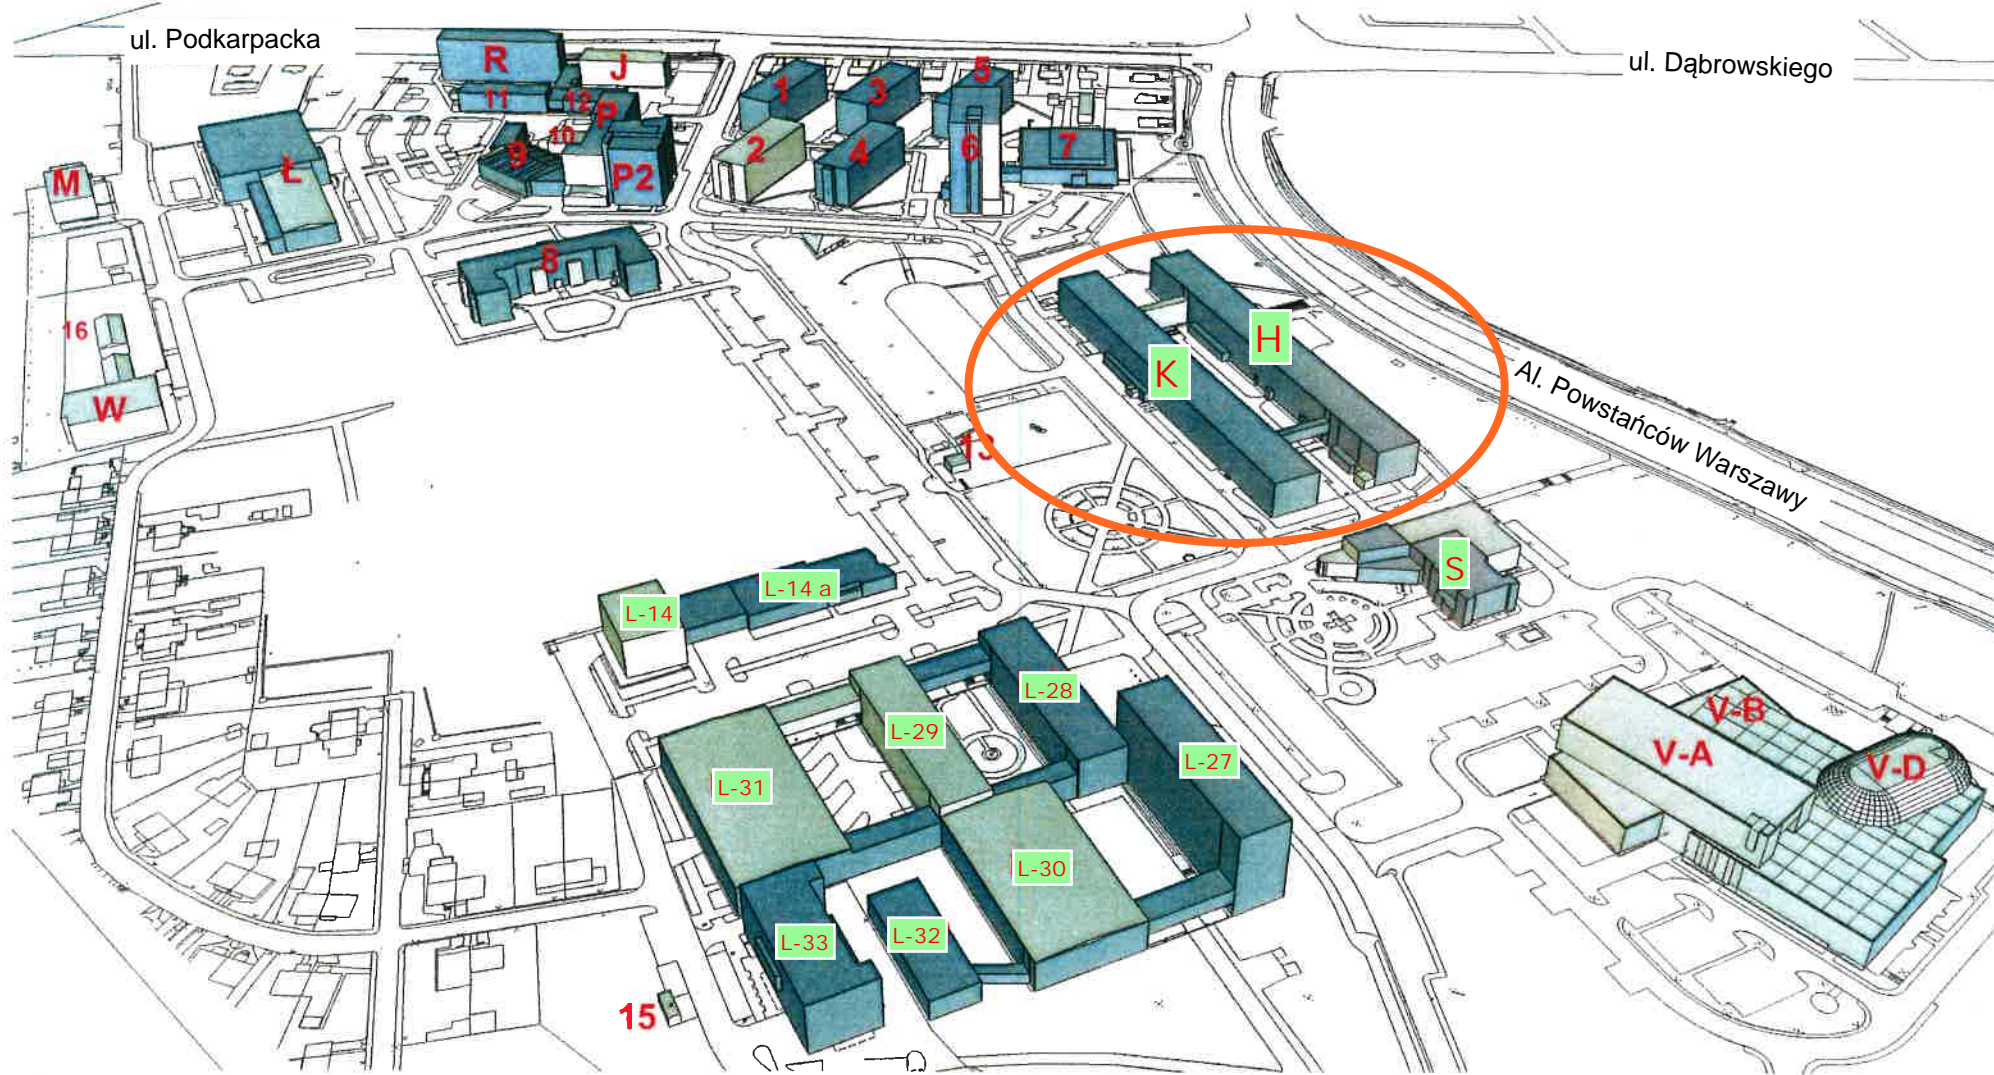 ul. Podkarpacka
ul. Dąbrowskiego
R
J
11
12
P
10
9
P2
1
3
5
2
4
6
7
M
Ł
8
16
W
H
K
Al. Powstańców Warszawy
13
S
L-14
L-14 a
L-28
L-29
L-27
L-31
L-30
V-B
V-A
V-D
L-33
L-32
15